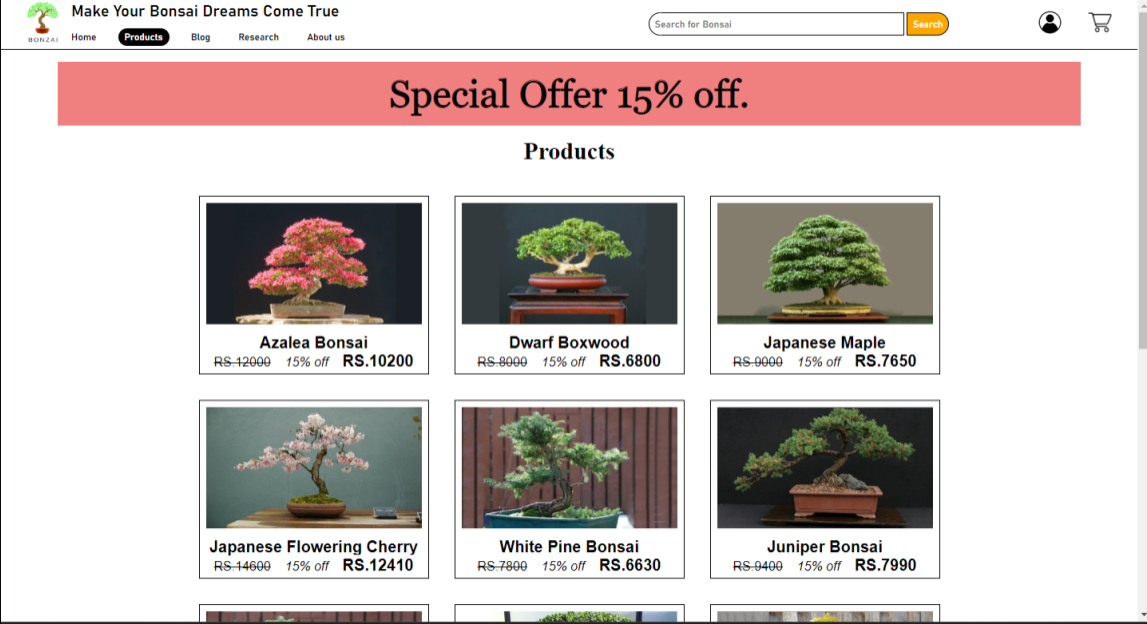 Make Your Bonsai Dreams Come True
BONZAI
Home Products Blog Research About us
Search for Bonsai Search
Special Offer 15% off.
Products
Azalea Bonsai
RS.12000 15% off RS.10200
Dwarf Boxwood
RS.8000 15% off RS.6800
Japanese Maple
RS.9000 15% off RS.7650
Japanese Flowering Cherry
RS.14600 15% off RS.12410
White Pine Bonsai
RS.7800 15% off RS.6630
Juniper Bonsai
RS.9400 15% off RS.7990